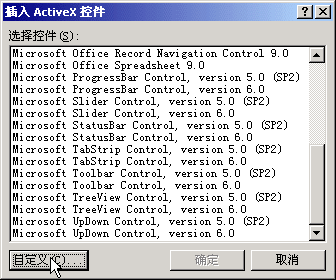 插入 ActiveX 控件
选择控件(S):
Microsoft Office Record Navigation Control 9.0
Microsoft Office Spreadsheet 9.0
Microsoft ProgressBar Control, version 5.0 (SP2)
Microsoft ProgressBar Control, version 6.0
Microsoft Slider Control, version 5.0 (SP2)
Microsoft Slider Control, version 6.0
Microsoft StatusBar Control, version 5.0 (SP2)
Microsoft StatusBar Control, version 6.0
Microsoft TabStrip Control, version 5.0 (SP2)
Microsoft TabStrip Control, version 6.0
Microsoft Toolbar Control, version 5.0 (SP2)
Microsoft Toolbar Control, version 6.0
Microsoft TreeView Control, version 5.0 (SP2)
Microsoft TreeView Control, version 6.0
Microsoft UpDown Control, version 5.0 (SP2)
Microsoft UpDown Control, version 6.0
自定义(C)... 确定 取消